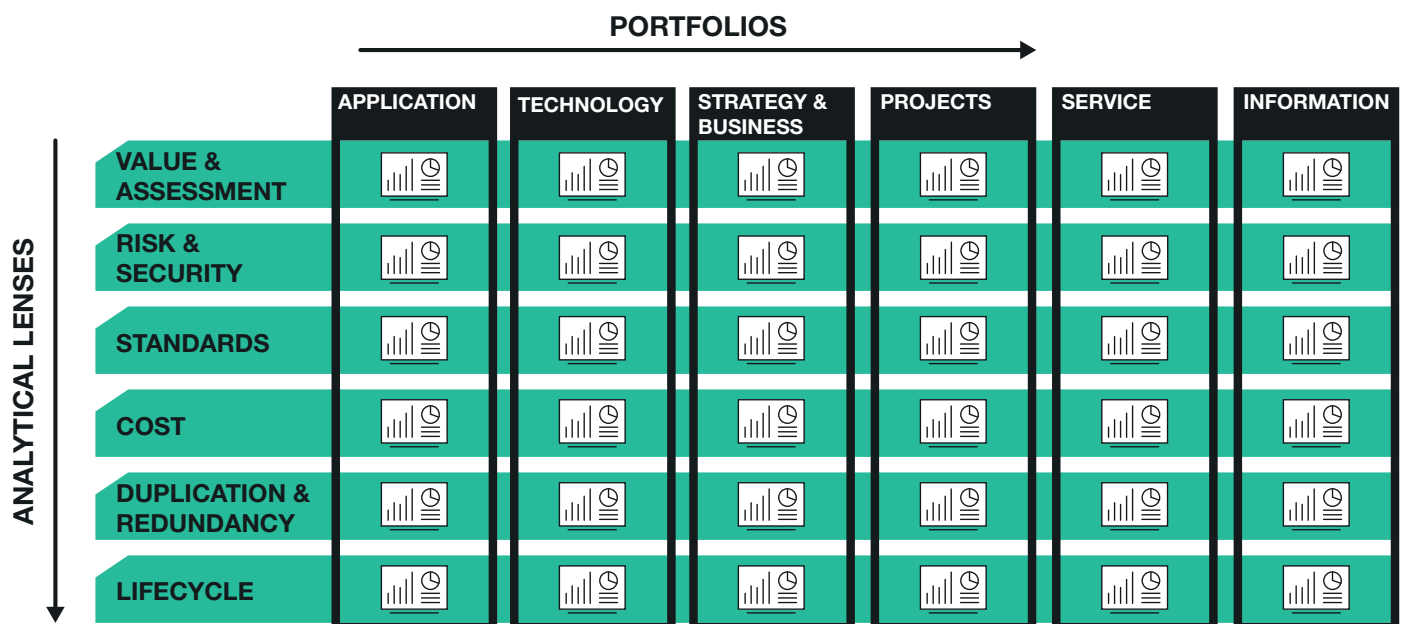 PORTFOLIOS
APPLICATION
TECHNOLOGY
STRATEGY &
BUSINESS
PROJECTS
SERVICE
INFORMATION
ANALYTICAL LENSES
VALUE &
ASSESSMENT
RISK &
SECURITY
STANDARDS
COST
DUPLICATION &
REDUNDANCY
LIFECYCLE